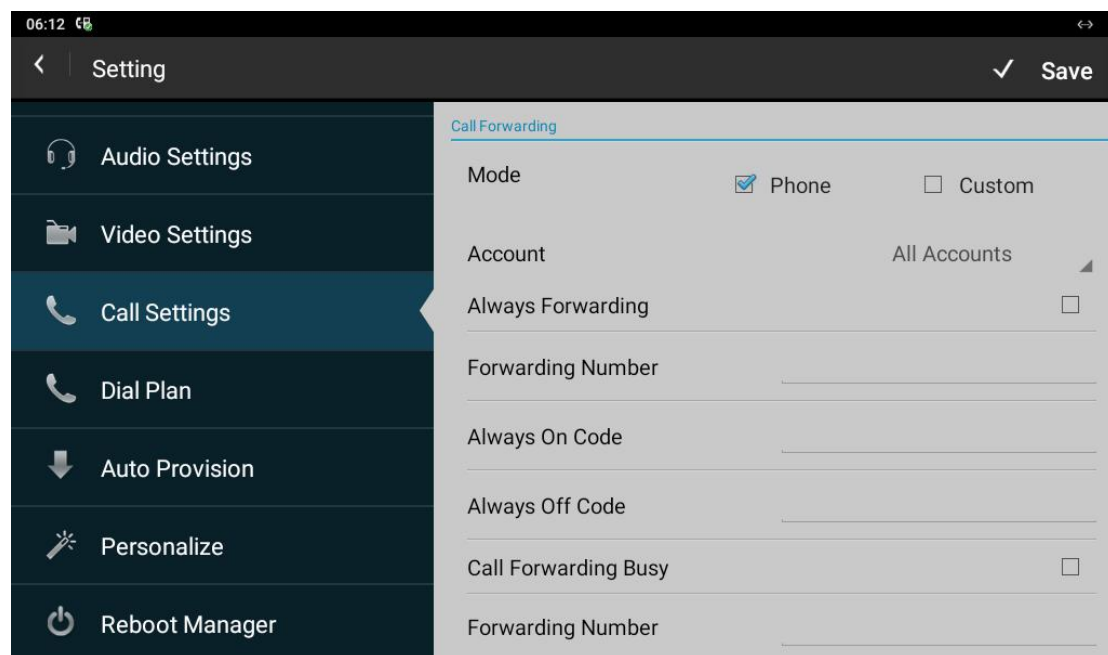 06:12
Setting
Save
Audio Settings
Video Settings
Call Settings
Dial Plan
Auto Provision
Personalize
Reboot Manager
Call Forwarding
Mode Phone Custom
Account All Accounts
Always Forwarding
Forwarding Number
Always On Code
Always Off Code
Call Forwarding Busy
Forwarding Number